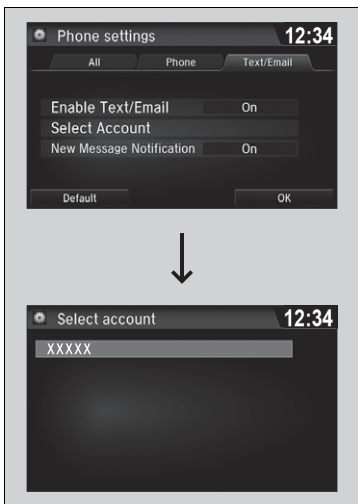 Phone settings 12:34
All Phone Text/Email
Enable Text/Email On
Select Account
New Message Notification On
Default OK
Select account 12:34
XXXXX